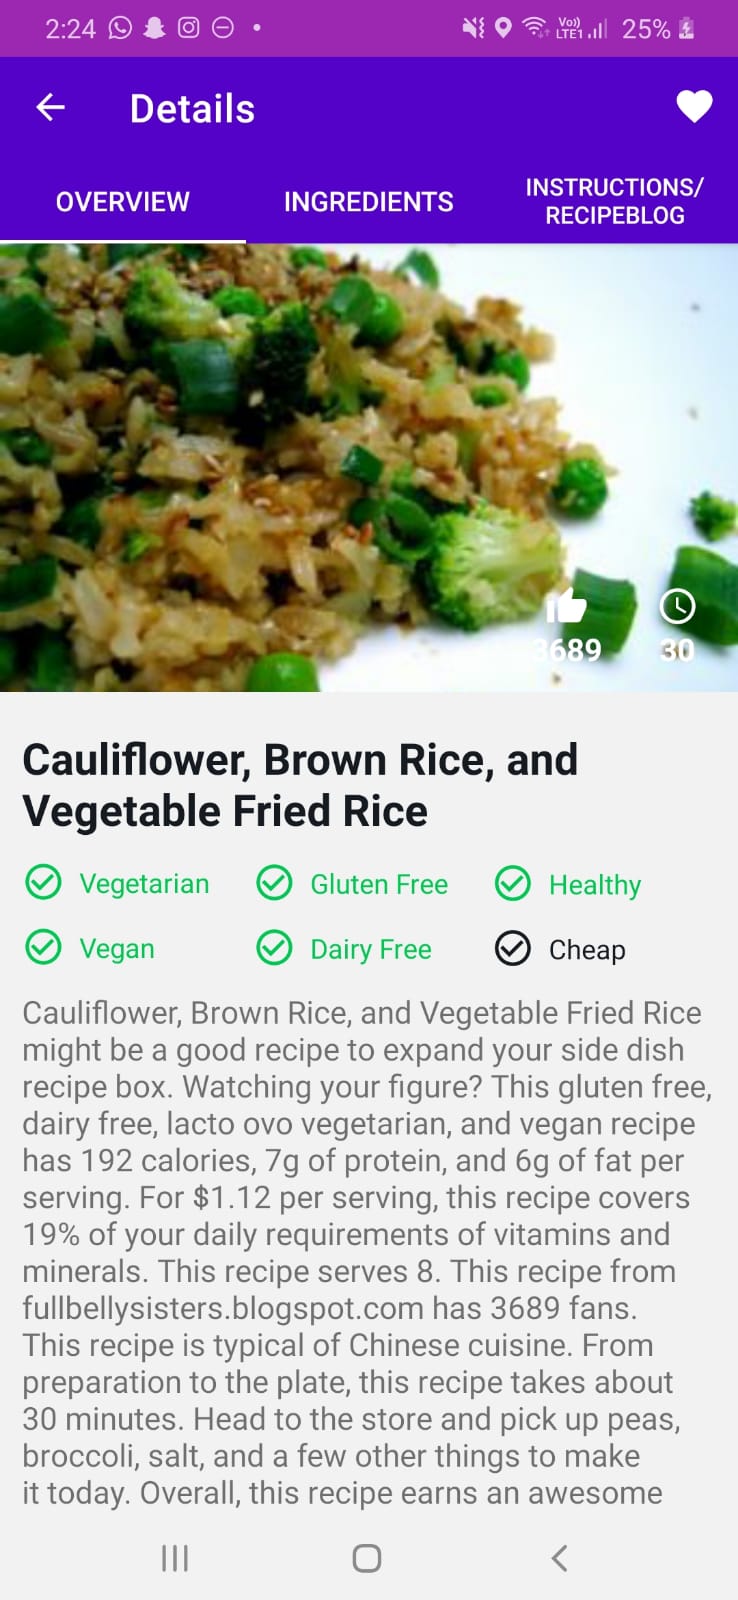 2:24
Vo)) LTE1 25%
Details
OVERVIEW INGREDIENTS INSTRUCTIONS/
RECIPEBLOG
3689 30
Cauliflower, Brown Rice, and
Vegetable Fried Rice
Vegetarian Gluten Free Healthy
Vegan Dairy Free Cheap
Cauliflower, Brown Rice, and Vegetable Fried Rice
might be a good recipe to expand your side dish
recipe box. Watching your figure? This gluten free,
dairy free, lacto ovo vegetarian, and vegan recipe
has 192 calories, 7g of protein, and 6g of fat per
serving. For $1.12 per serving, this recipe covers
19% of your daily requirements of vitamins and
minerals. This recipe serves 8. This recipe from
fullbellysisters.blogspot.com has 3689 fans.
This recipe is typical of Chinese cuisine. From
preparation to the plate, this recipe takes about
30 minutes. Head to the store and pick up peas,
broccoli, salt, and a few other things to make
it today. Overall, this recipe earns an awesome